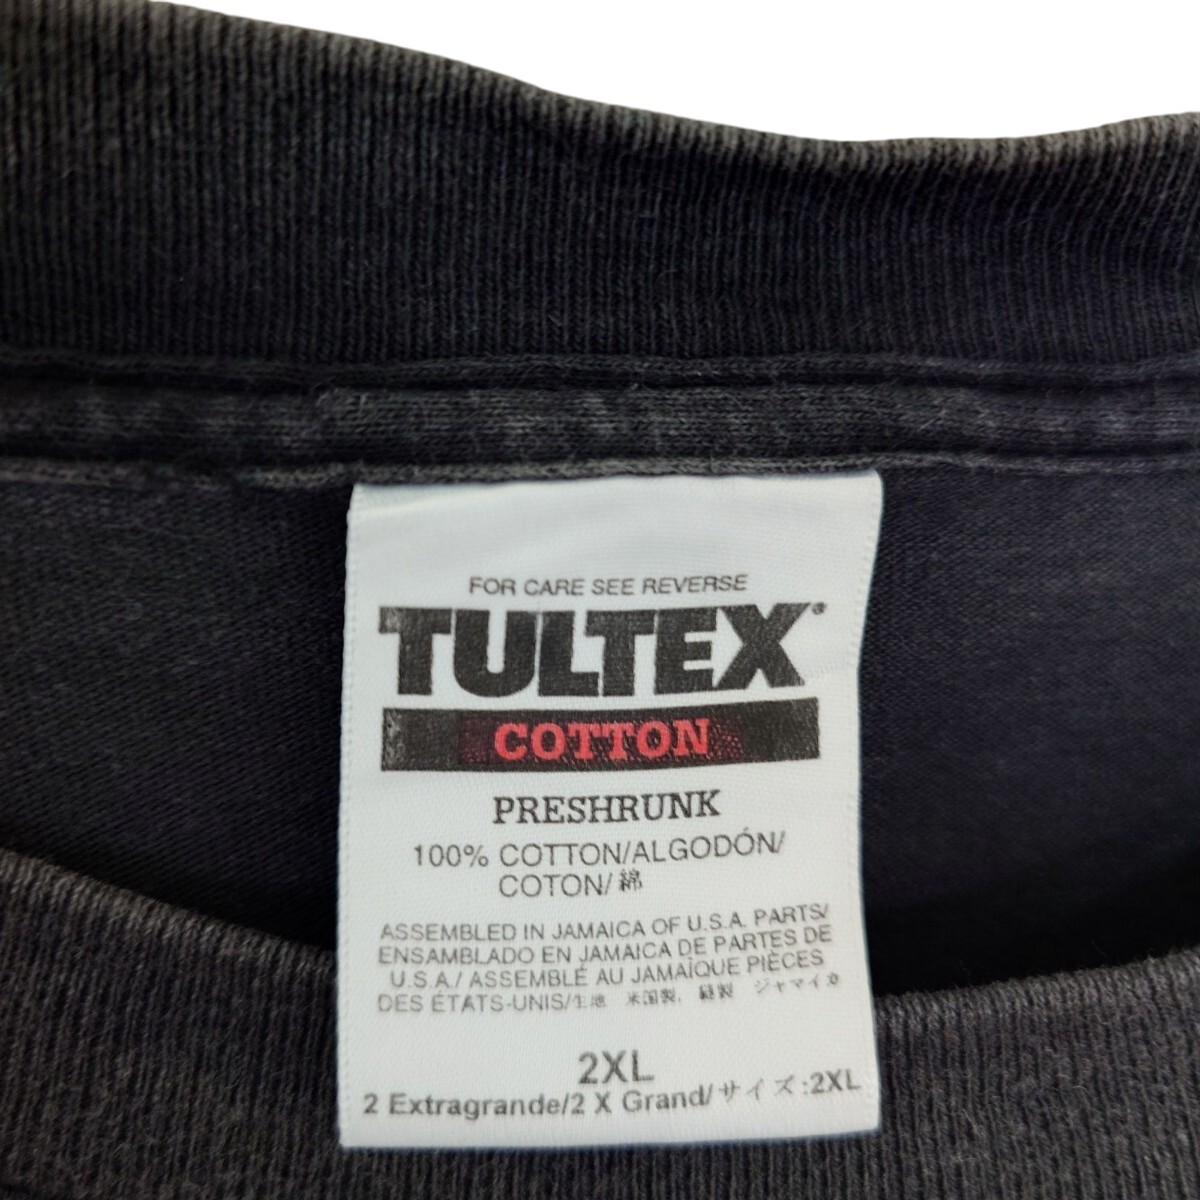 FOR CARE SEE REVERSE
TULTEX®
COTTON
PRESHRUNK
100% COTTON/ALGODÓN/
COTON/綿
ASSEMBLED IN JAMAICA OF U.S.A. PARTS/
ENSAMBLADO EN JAMAICA DE PARTES DE
U.S.A./ ASSEMBLÉ AU JAMAÏQUE PIÈCES
DES ÉTATS-UNIS/生地 米国製, 縫製 ジャマイカ
2XL
2 Extragrande/2 X Grand/サイズ:2XL